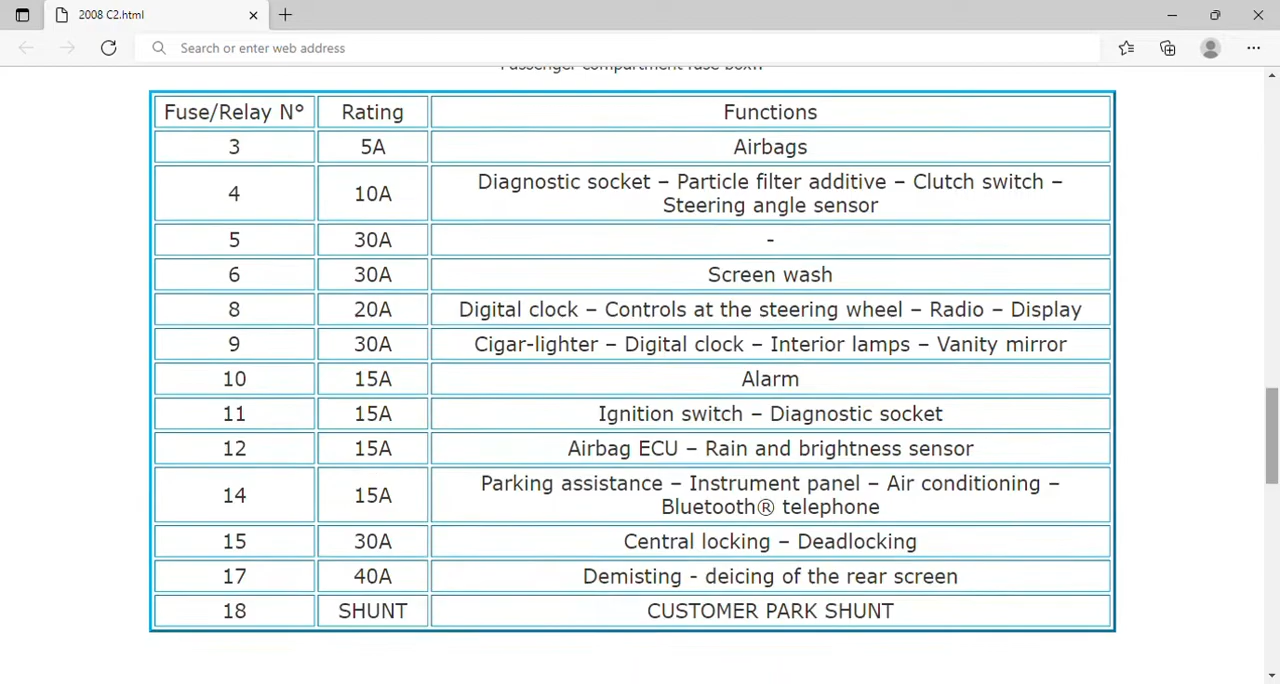 2008 C2.html
Search or enter web address
Passenger compartment fuse box..
Fuse/Relay N° Rating Functions
3 5A Airbags
4 10A Diagnostic socket – Particle filter additive – Clutch switch –
Steering angle sensor
5 30A -
6 30A Screen wash
8 20A Digital clock – Controls at the steering wheel – Radio – Display
9 30A Cigar-lighter – Digital clock – Interior lamps – Vanity mirror
10 15A Alarm
11 15A Ignition switch – Diagnostic socket
12 15A Airbag ECU – Rain and brightness sensor
14 15A Parking assistance – Instrument panel – Air conditioning –
Bluetooth® telephone
15 30A Central locking – Deadlocking
17 40A Demisting - deicing of the rear screen
18 SHUNT CUSTOMER PARK SHUNT